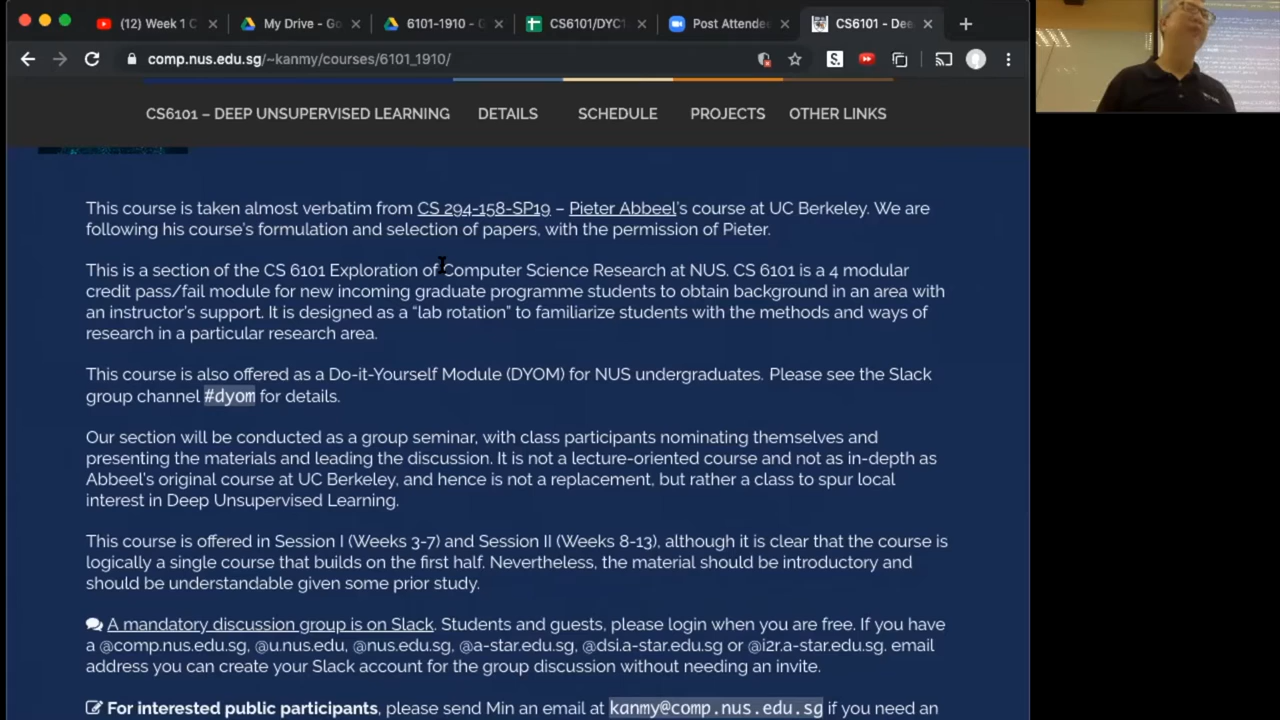 (12) Week 1 C
My Drive - Go
6101-1910 - G
CS6101/DYC
Post Attende
CS6101 - Dee
comp.nus.edu.sg/~kanmy/courses/6101_1910/
CS6101 – DEEP UNSUPERVISED LEARNING
DETAILS
SCHEDULE
PROJECTS
OTHER LINKS
This course is taken almost verbatim from CS 294-158-SP19 – Pieter Abbeel's course at UC Berkeley. We are
following his course's formulation and selection of papers, with the permission of Pieter.
This is a section of the CS 6101 Exploration of Computer Science Research at NUS. CS 6101 is a 4 modular
credit pass/fail module for new incoming graduate programme students to obtain background in an area with
an instructor's support. It is designed as a “lab rotation” to familiarize students with the methods and ways of
research in a particular research area.
This course is also offered as a Do-it-Yourself Module (DYOM) for NUS undergraduates. Please see the Slack
group channel #dyom for details.
Our section will be conducted as a group seminar, with class participants nominating themselves and
presenting the materials and leading the discussion. It is not a lecture-oriented course and not as in-depth as
Abbeel's original course at UC Berkeley, and hence is not a replacement, but rather a class to spur local
interest in Deep Unsupervised Learning.
This course is offered in Session I (Weeks 3-7) and Session II (Weeks 8-13), although it is clear that the course is
logically a single course that builds on the first half. Nevertheless, the material should be introductory and
should be understandable given some prior study.
A mandatory discussion group is on Slack. Students and guests, please login when you are free. If you have
a @comp.nus.edu.sg, @u.nus.edu, @nus.edu.sg, @a-star.edu.sg, @dsi.a-star.edu.sg or @i2r.a-star.edu.sg. email
address you can create your Slack account for the group discussion without needing an invite.
For interested public participants, please send Min an email at kanmy@comp.nus.edu.sg if you need an